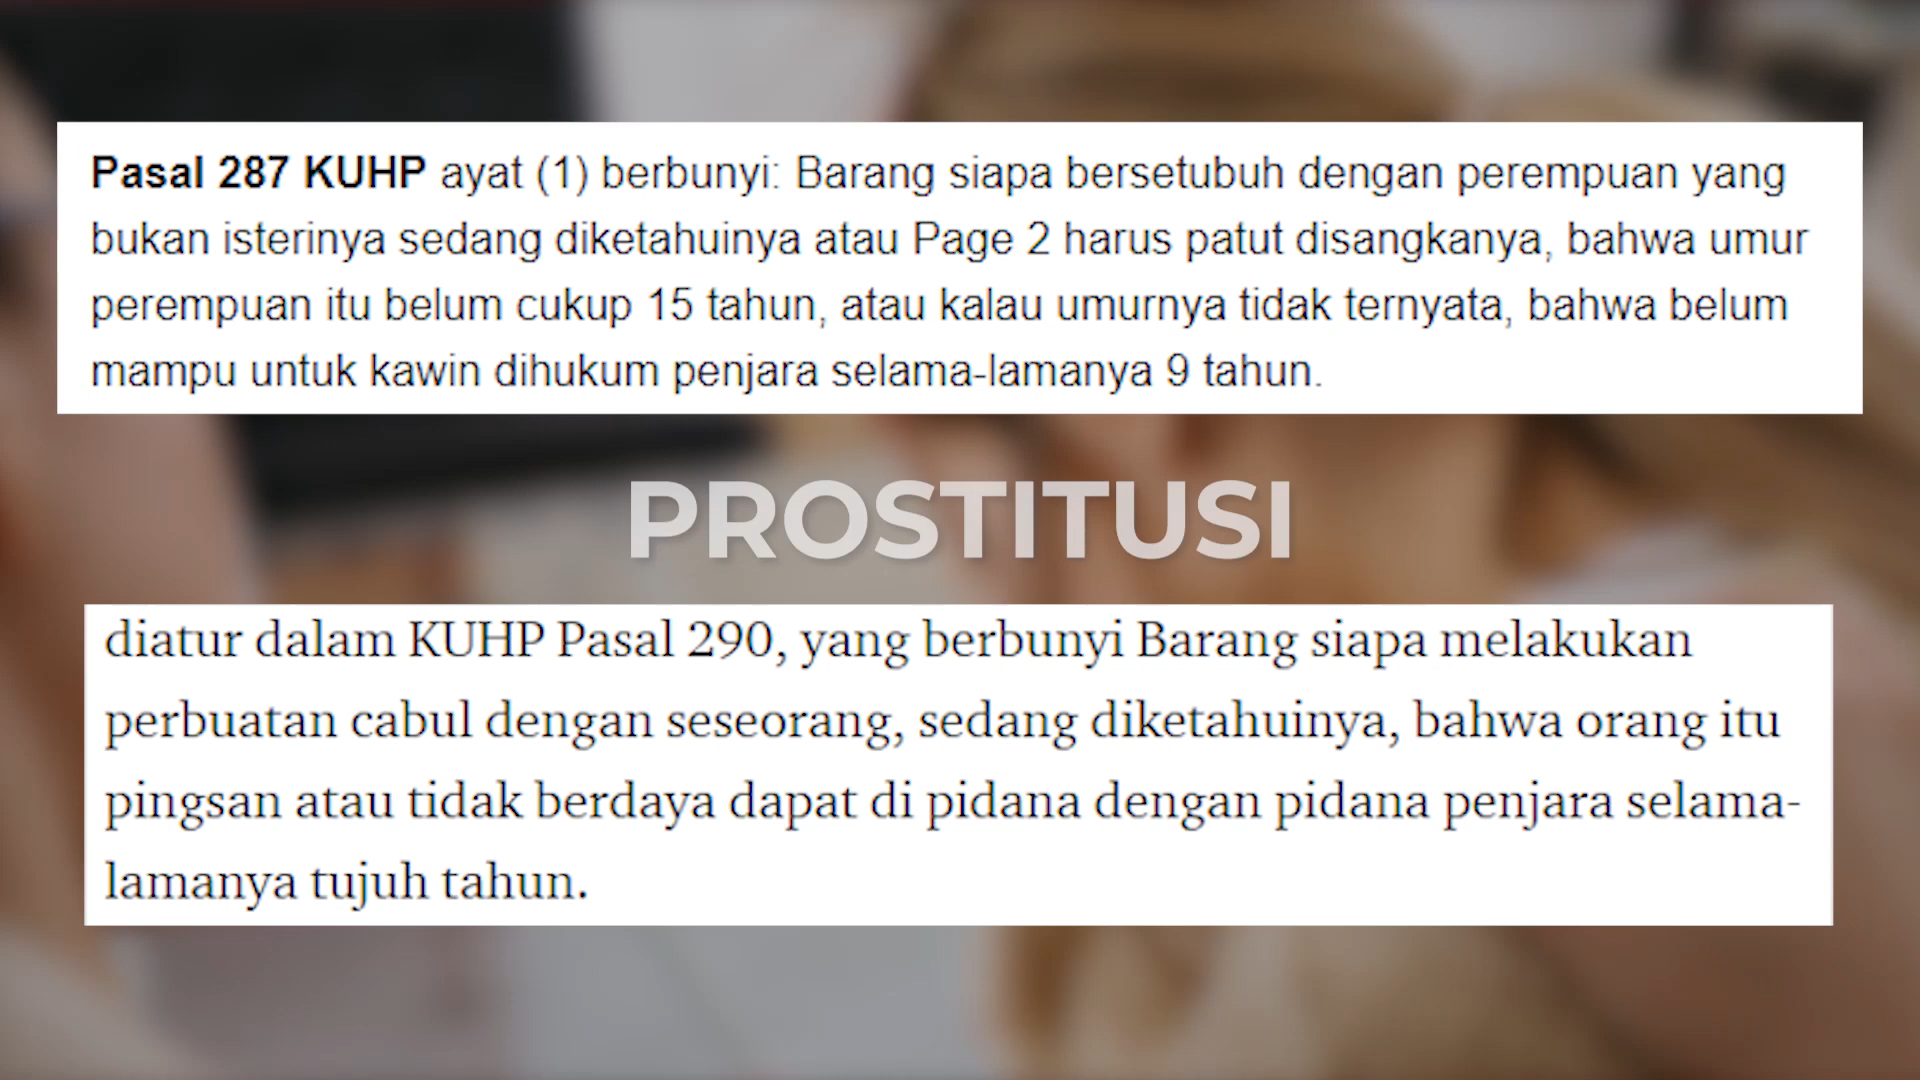 Pasal 287 KUHP ayat (1) berbunyi: Barang siapa bersetubuh dengan perempuan yang
bukan isterinya sedang diketahuinya atau Page 2 harus patut disangkanya, bahwa umur
perempuan itu belum cukup 15 tahun, atau kalau umurnya tidak ternyata, bahwa belum
mampu untuk kawin dihukum penjara selama-lamanya 9 tahun.
PROSTITUSI
diatur dalam KUHP Pasal 290, yang berbunyi Barang siapa melakukan
perbuatan cabul dengan seseorang, sedang diketahuinya, bahwa orang itu
pingsan atau tidak berdaya dapat di pidana dengan pidana penjara selama-
lamanya tujuh tahun.